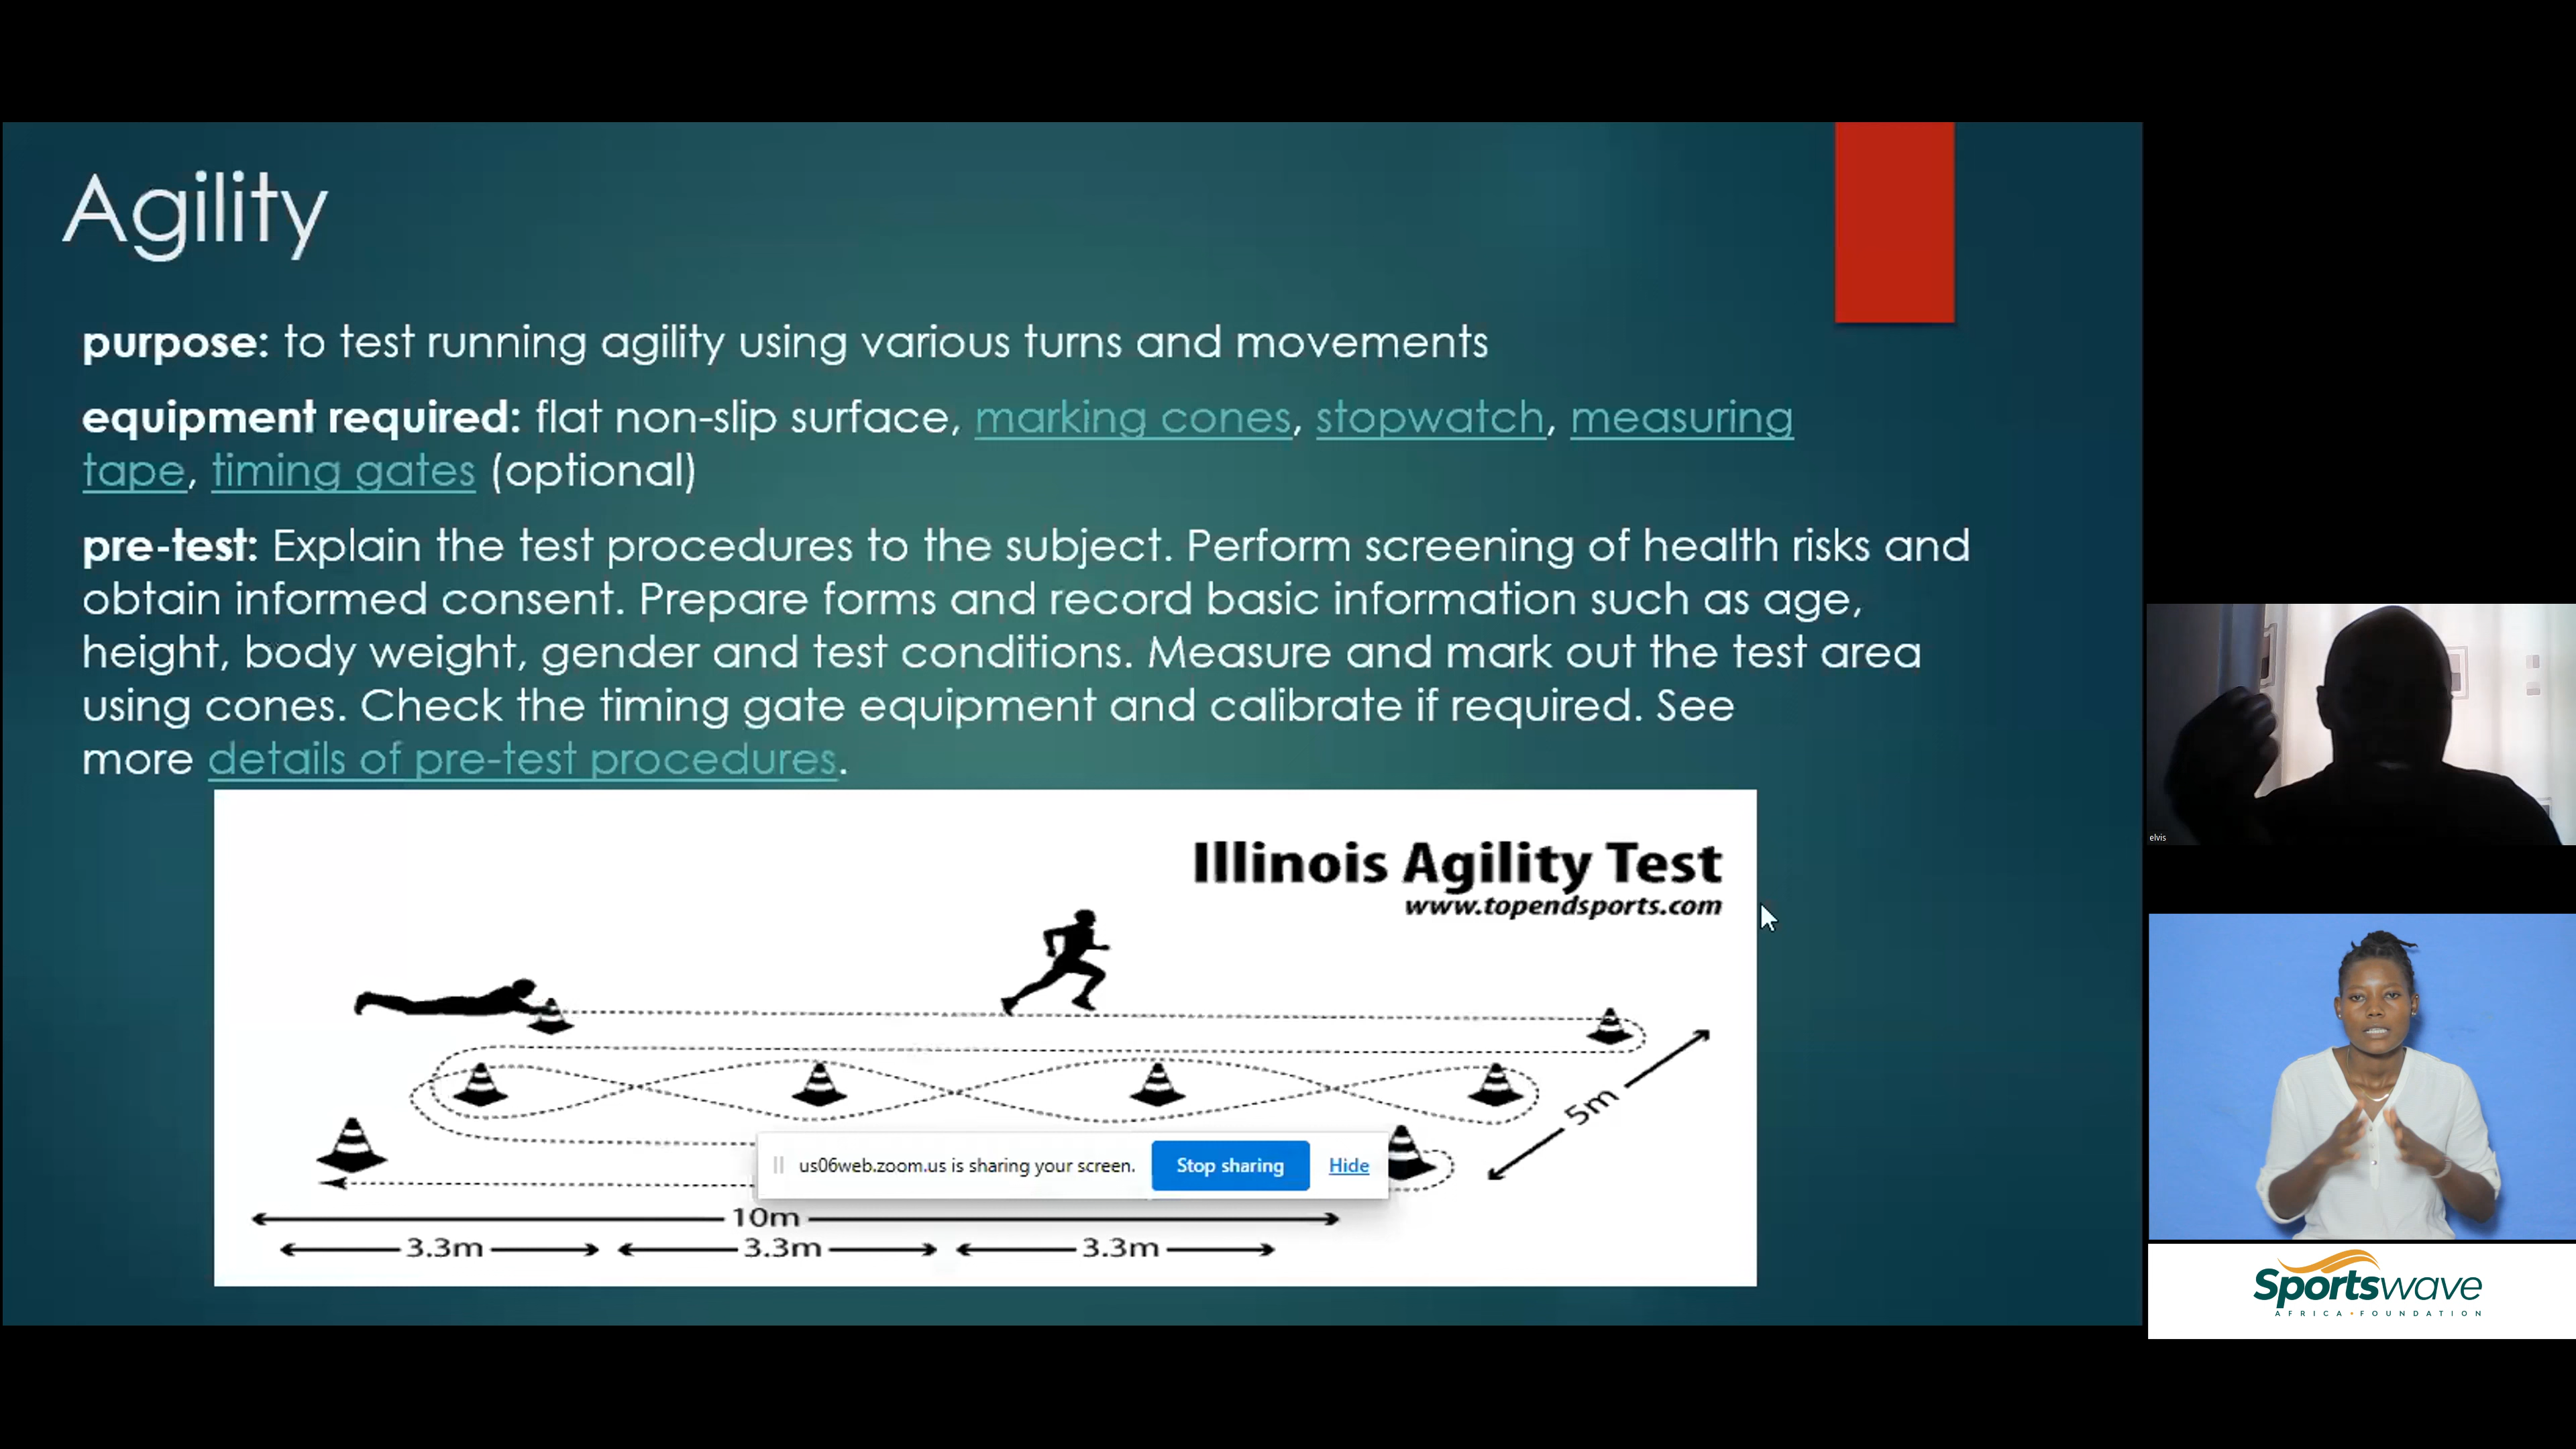 Agility
purpose: to test running agility using various turns and movements
equipment required: flat non-slip surface, marking cones, stopwatch, measuring
tape, timing gates (optional)
pre-test: Explain the test procedures to the subject. Perform screening of health risks and
obtain informed consent. Prepare forms and record basic information such as age,
height, body weight, gender and test conditions. Measure and mark out the test area
using cones. Check the timing gate equipment and calibrate if required. See
more details of pre-test procedures.
Illinois Agility Test
www.topendsports.com
5m
us06web.zoom.us is sharing your screen. Stop sharing Hide
10m
3.3m 3.3m 3.3m
elvis
Sportswave
AFRICA • FOUNDATION